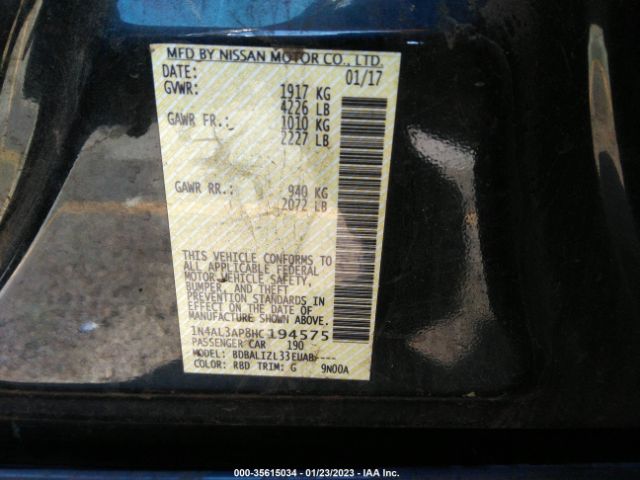 MFD BY NISSAN MOTOR CO., LTD.
DATE: 01/17
GVWR: 1917 KG
4226 LB
GAWR FR.: 1010 KG
2227 LB
GAWR RR.: 940 KG
2072 LB
THIS VEHICLE CONFORMS TO
ALL APPLICABLE FEDERAL
MOTOR VEHICLE SAFETY,
BUMPER, AND THEFT
PREVENTION STANDARDS
IN EFFECT ON THE DATE OF
MANUFACTURE SHOWN ABOVE.
1N4AL3AP8HC194575
PASSENGER CAR 190
MODEL: BDBALIZL33EUAB-----
COLOR: RBD TRIM: G 9N00A
000-35615034 - 01/23/2023 - IAA Inc.